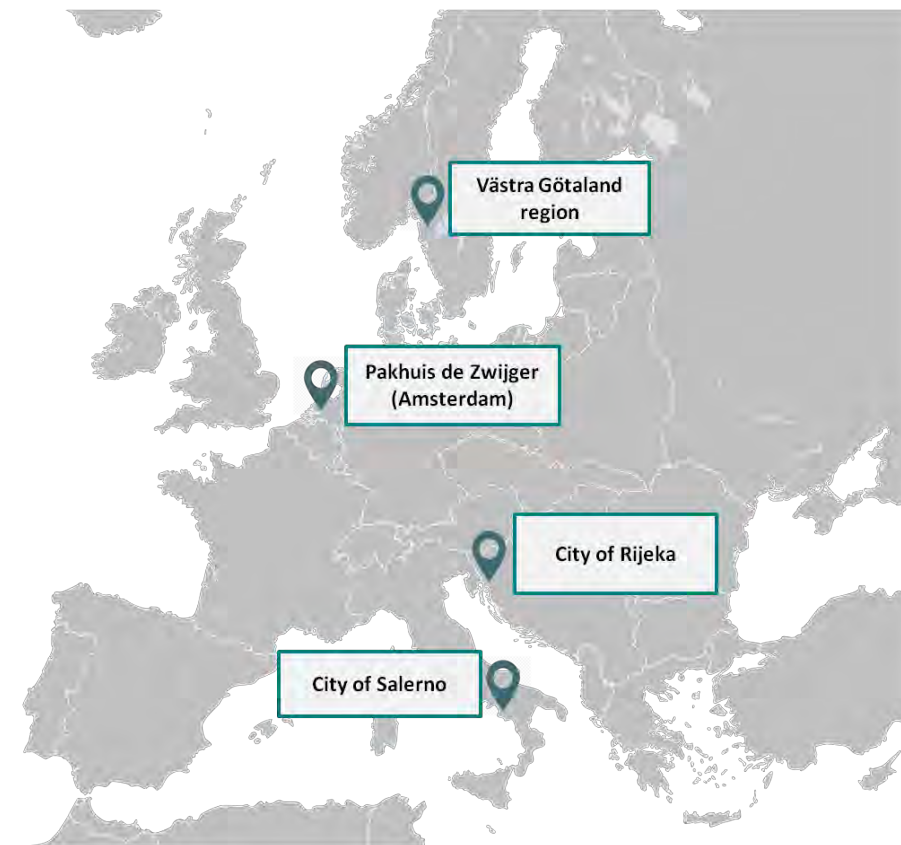 Västra Götaland
region
Pakhuis de Zwijger
(Amsterdam)
City of Rijeka
City of Salerno